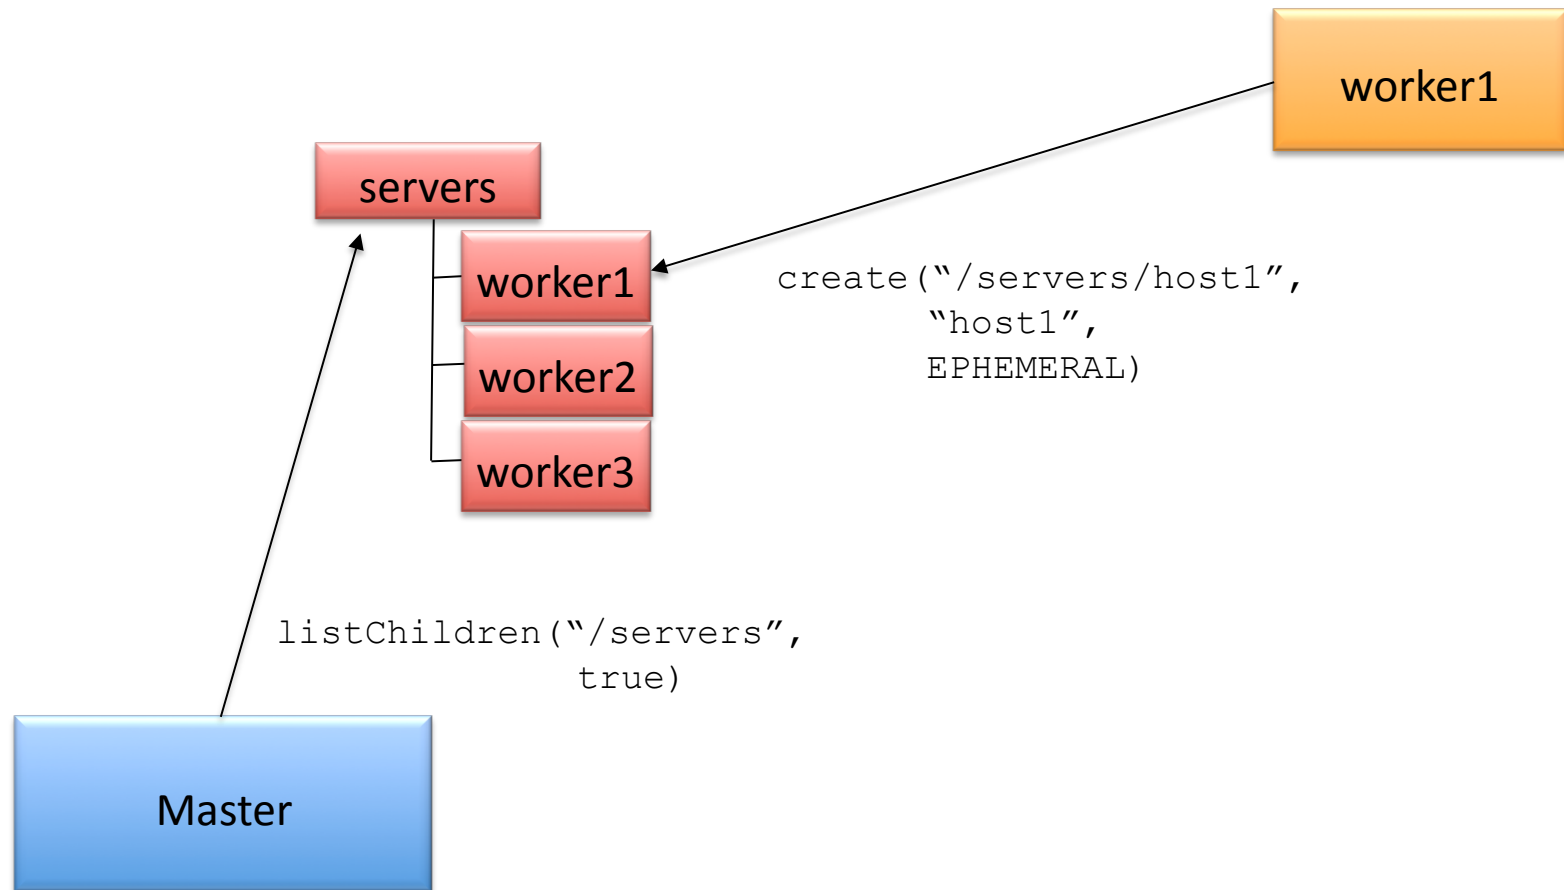 worker1
servers
worker1
create(“/servers/host1”,
“host1”,
EPHEMERAL)
worker2
worker3
listChildren(“/servers”,
true)
Master